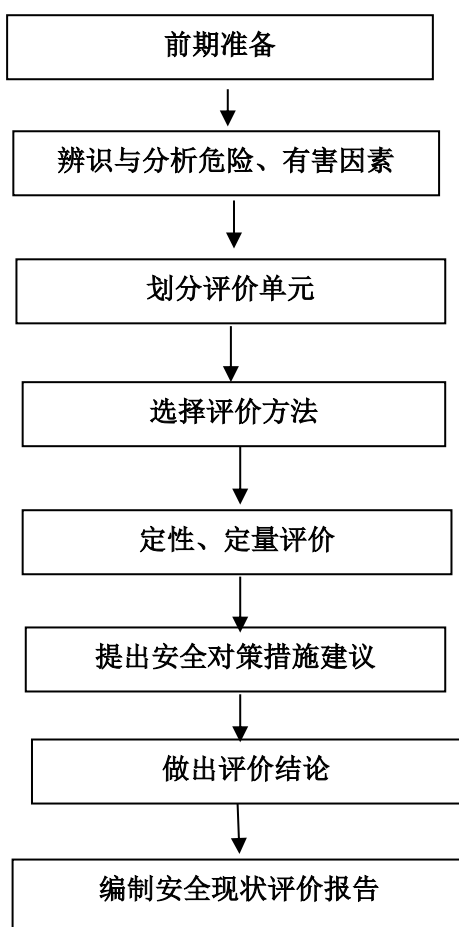 前期准备
辨识与分析危险、有害因素
划分评价单元
选择评价方法
定性、定量评价
提出安全对策措施建议
做出评价结论
编制安全现状评价报告